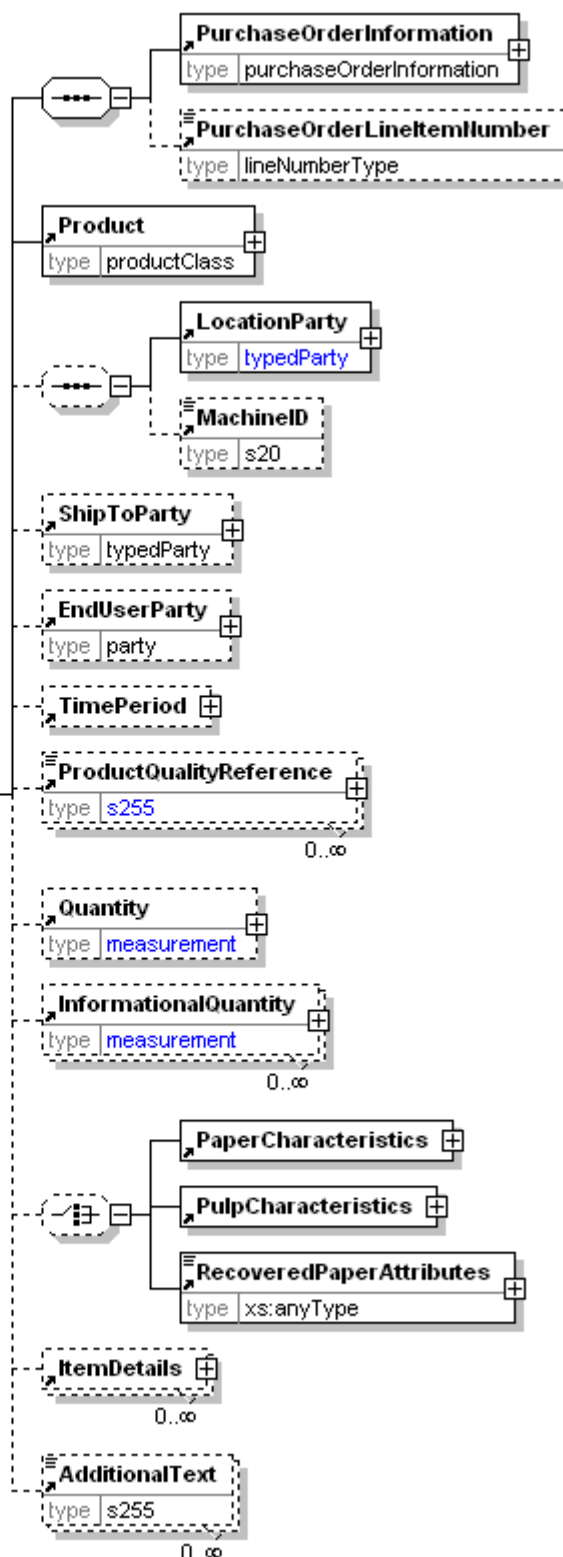 PurchaseOrderInformation
type purchaseOrderInformation
PurchaseOrderLineItemNumber
type lineNumberType
Product
type productClass
LocationParty
type typedParty
MachineID
type s20
ShipToParty
type typedParty
EndUserParty
type party
TimePeriod
ProductQualityReference
type s255
0..∞
Quantity
type measurement
InformationalQuantity
type measurement
0..∞
PaperCharacteristics
PulpCharacteristics
RecoveredPaperAttributes
type xs:anyType
ItemDetails
0..∞
AdditionalText
type s255
0..∞